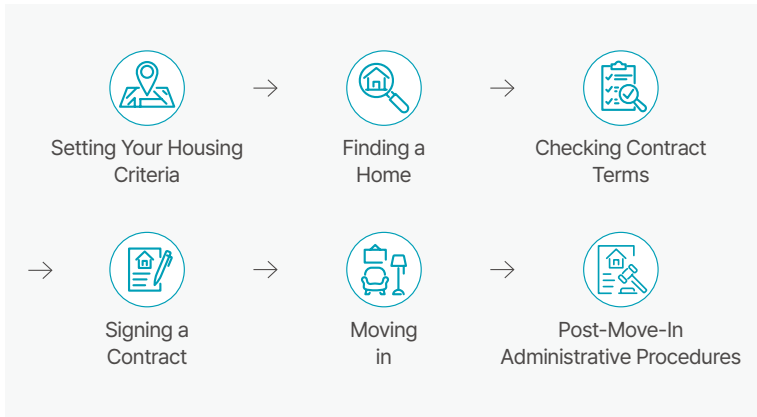 Setting Your Housing
Criteria
Finding a
Home
Checking Contract
Terms
Signing a
Contract
Moving
in
Post-Move-In
Administrative Procedures